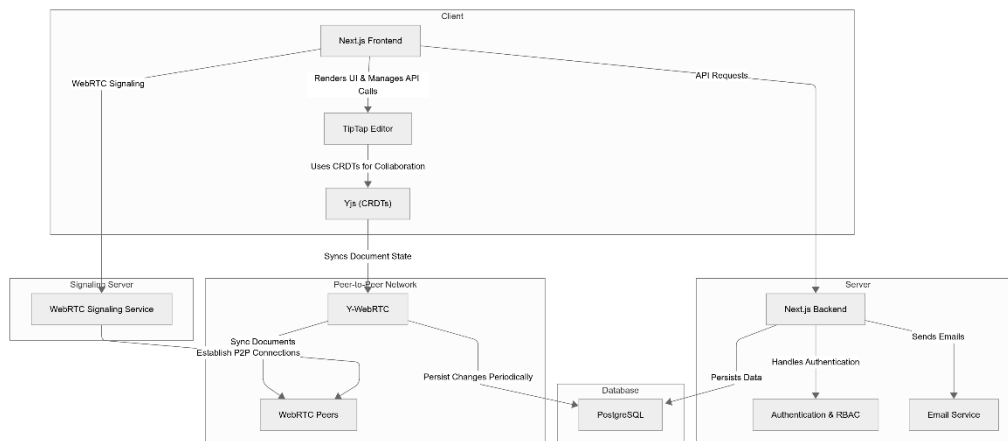 Client
Next.js Frontend
WebRTC Signaling
Renders UI & Manages API
Calls
API Requests
TipTap Editor
Uses CRDTs for Collaboration
Yjs (CRDTs)
Syncs Document State
Signaling Server
Peer-to-Peer Network
Server
WebRTC Signaling Service
Y-WebRTC
Next.js Backend
Sync Documents
Establish P2P Connections
Sends Emails
Handles Authentication
Persist Changes Periodically
Persists Data
Database
WebRTC Peers
PostgreSQL
Authentication & RBAC
Email Service